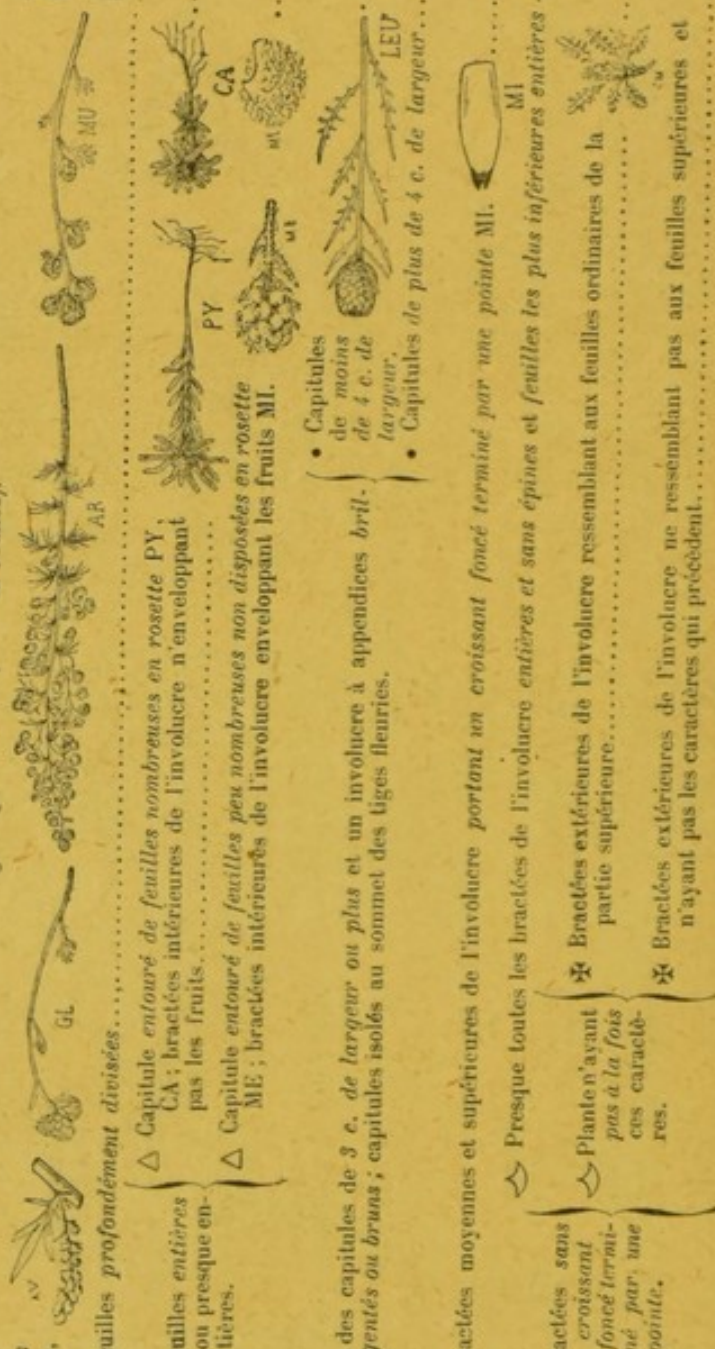 AV
GL
AR
MU
uilles profondément divisées
uilles entières
ou presque en-
tières.
△ Capitule entouré de feuilles nombreuses en rosette PY,
CA ; bractées intérieures de l'involucre n'enveloppant
pas les fruits
PY
CA
△ Capitule entouré de feuilles peu nombreuses non disposées en rosette
ME ; bractées intérieures de l'involucre enveloppant les fruits MI.
ME
des capitules de 3 c. de largeur ou plus et un involucre à appendices bril-
gentés ou bruns ; capitules isolés au sommet des tiges fleuries.
• Capitules
de moins
de 4 c. de
largeur.
LEU
• Capitules de plus de 4 c. de largeur
actées moyennes et supérieures de l'involucre portant un croissant foncé terminé par une pointe MI.
MI
actées sans
croissant
foncé termi-
né par une
pointe.
Presque toutes les bractées de l'involucre entières et sans épines et feuilles les plus inférieures entières
Plante n'ayant
pas à la fois
ces caractè-
res.
✠ Bractées extérieures de l'involucre ressemblant aux feuilles ordinaires de la
partie supérieure
✠ Bractées extérieures de l'involucre ne ressemblant pas aux feuilles supérieures et
n'ayant pas les caractères qui précèdent